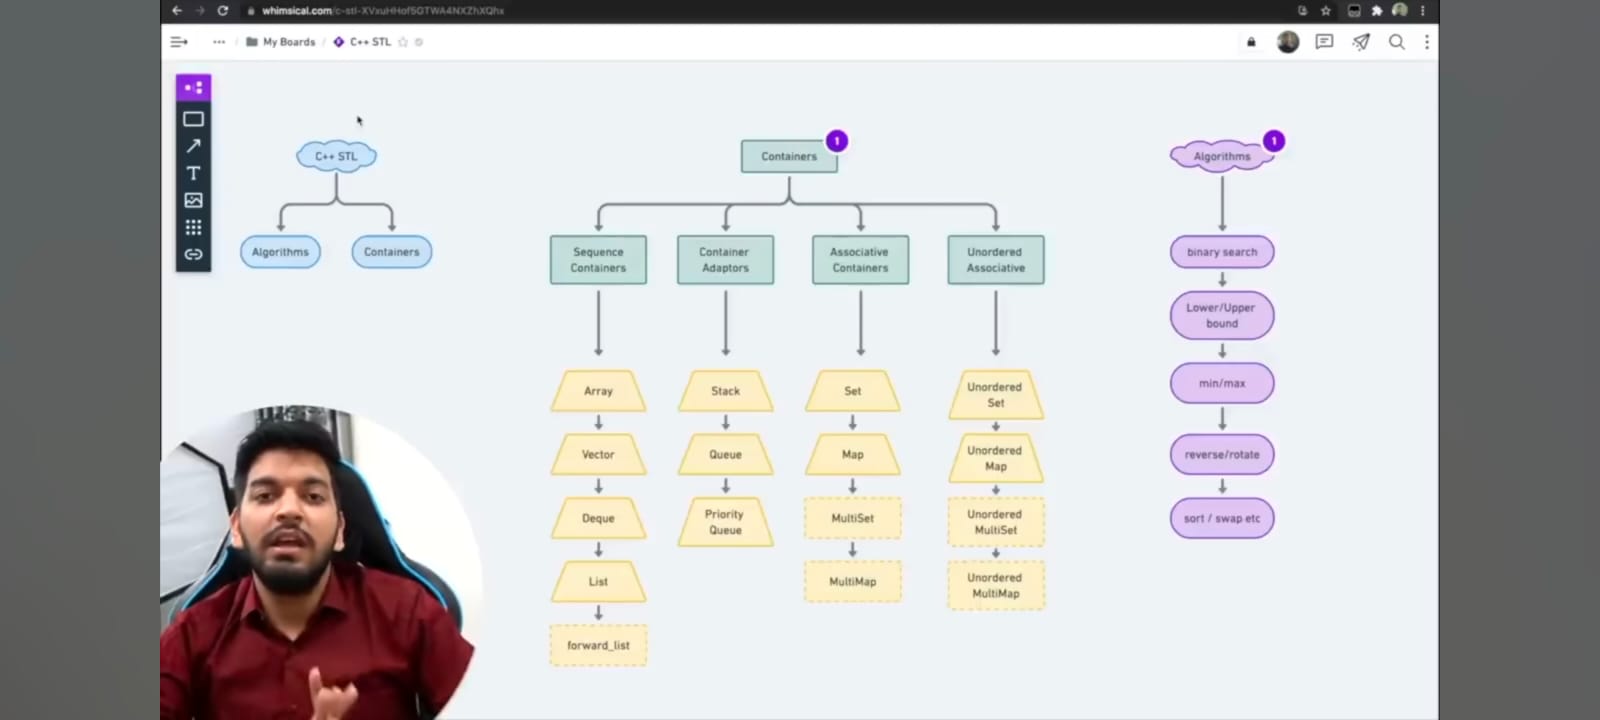 whimsical.com/c-stl-XVxuHHof5GTWA4NXZhXQhx
My Boards / C++ STL
C++ STL
Algorithms
Containers
Containers
1
Sequence
Containers
Container
Adaptors
Associative
Containers
Unordered
Associative
Array
Vector
Deque
List
forward_list
Stack
Queue
Priority
Queue
Set
Map
MultiSet
MultiMap
Unordered
Set
Unordered
Map
Unordered
MultiSet
Unordered
MultiMap
Algorithms
1
binary search
Lower/Upper
bound
min/max
reverse/rotate
sort / swap etc
T